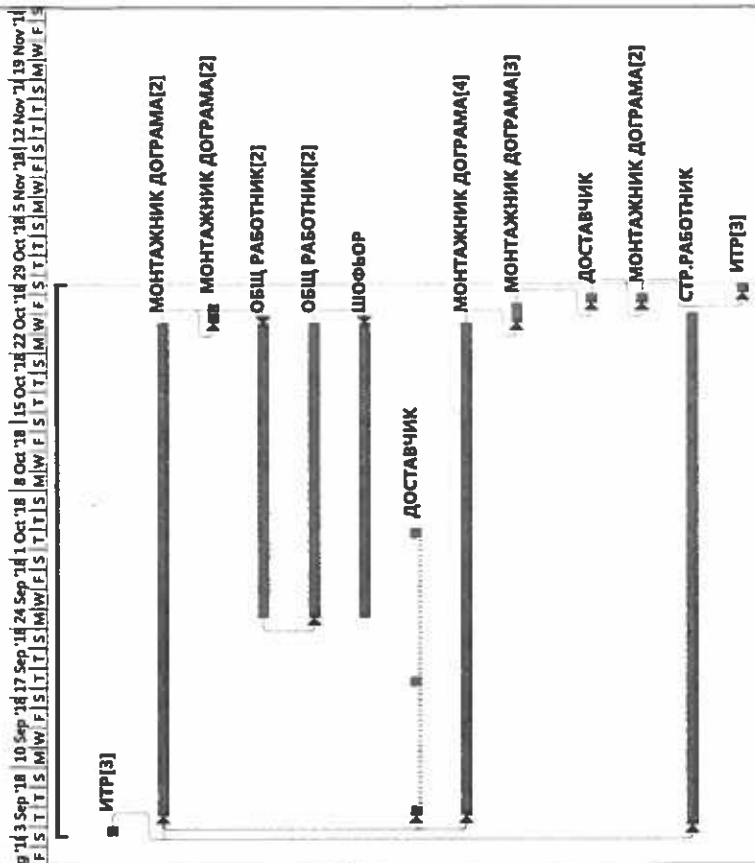 g '18 3 Sep '18 10 Sep '18 17 Sep '18 24 Sep '18 1 Oct '18 8 Oct '18 15 Oct '18 22 Oct '18 29 Oct '18 5 Nov '18 12 Nov '18 19 Nov '18
F S T T S M W F S T T S M W F S T T S M W F S T T S M W F S T T S M W F S T T S M W F S
ИТР[3]
МОНТАЖНИК ДОГРАМА[2]
МОНТАЖНИК ДОГРАМА[2]
ОБЩ РАБОТНИК[2]
ОБЩ РАБОТНИК[2]
ШОФЬОР
ДОСТАВЧИК
МОНТАЖНИК ДОГРАМА[4]
МОНТАЖНИК ДОГРАМА[3]
ДОСТАВЧИК
МОНТАЖНИК ДОГРАМА[2]
СТР.РАБОТНИК
ИТР[3]